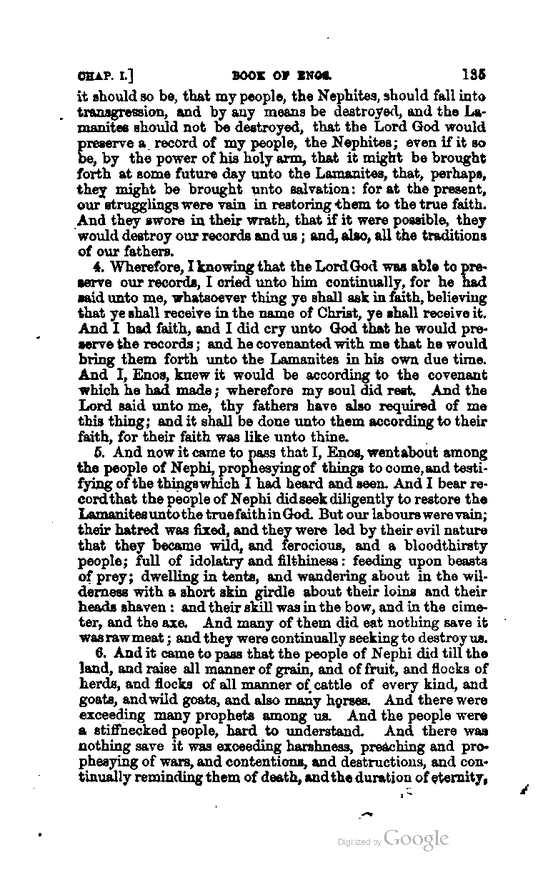 CHAP. I.] BOOK OF ENOS. 135
it should so be, that my people, the Nephites, should fall into
transgression, and by any means be destroyed, and the La-
manites should not be destroyed, that the Lord God would
preserve a record of my people, the Nephites; even if it so
be, by the power of his holy arm, that it might be brought
forth at some future day unto the Lamanites, that, perhaps,
they might be brought unto salvation: for at the present,
our strugglings were vain in restoring them to the true faith.
And they swore in their wrath, that if it were possible, they
would destroy our records and us; and, also, all the traditions
of our fathers.
4. Wherefore, I knowing that the Lord God was able to pre-
serve our records, I cried unto him continually, for he had
said unto me, whatsoever thing ye shall ask in faith, believing
that ye shall receive in the name of Christ, ye shall receive it.
And I had faith, and I did cry unto God that he would pre-
serve the records; and he covenanted with me that he would
bring them forth unto the Lamanites in his own due time.
And I, Enos, knew it would be according to the covenant
which he had made; wherefore my soul did rest. And the
Lord said unto me, thy fathers have also required of me
this thing; and it shall be done unto them according to their
faith, for their faith was like unto thine.
5. And now it came to pass that I, Enos, went about among
the people of Nephi, prophesying of things to come, and testi-
fying of the things which I had heard and seen. And I bear re-
cord that the people of Nephi did seek diligently to restore the
Lamanites unto the true faith in God. But our labours were vain;
their hatred was fixed, and they were led by their evil nature
that they became wild, and ferocious, and a bloodthirsty
people; full of idolatry and filthiness: feeding upon beasts
of prey; dwelling in tents, and wandering about in the wil-
derness with a short skin girdle about their loins and their
heads shaven: and their skill was in the bow, and in the cime-
ter, and the axe. And many of them did eat nothing save it
was raw meat; and they were continually seeking to destroy us.
6. And it came to pass that the people of Nephi did till the
land, and raise all manner of grain, and of fruit, and flocks of
herds, and flocks of all manner of cattle of every kind, and
goats, and wild goats, and also many horses. And there were
exceeding many prophets among us. And the people were
a stiffnecked people, hard to understand. And there was
nothing save it was exceeding harshness, preaching and pro-
phesying of wars, and contentions, and destructions, and con-
tinually reminding them of death, and the duration of eternity,
Digitized by Google